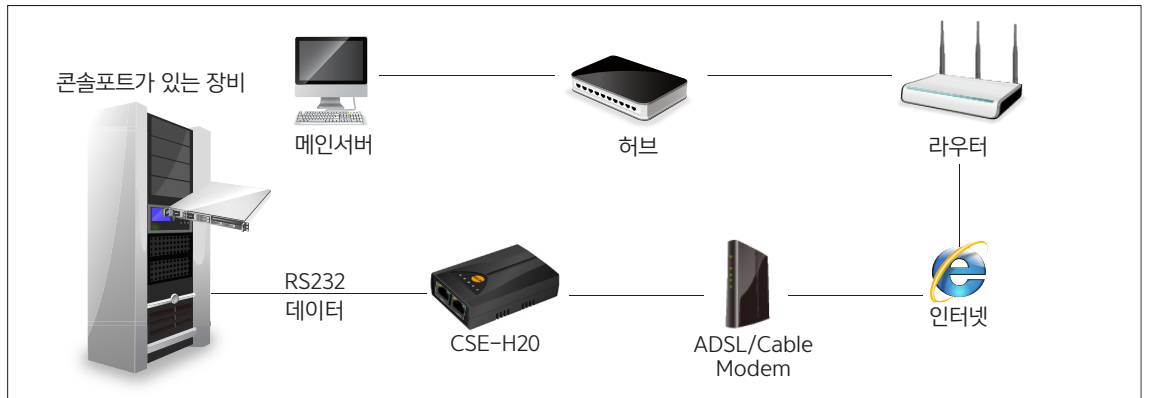 콘솔포트가 있는 장비
메인서버
허브
라우터
RS232
데이터
CSE-H20
ADSL/Cable
Modem
인터넷